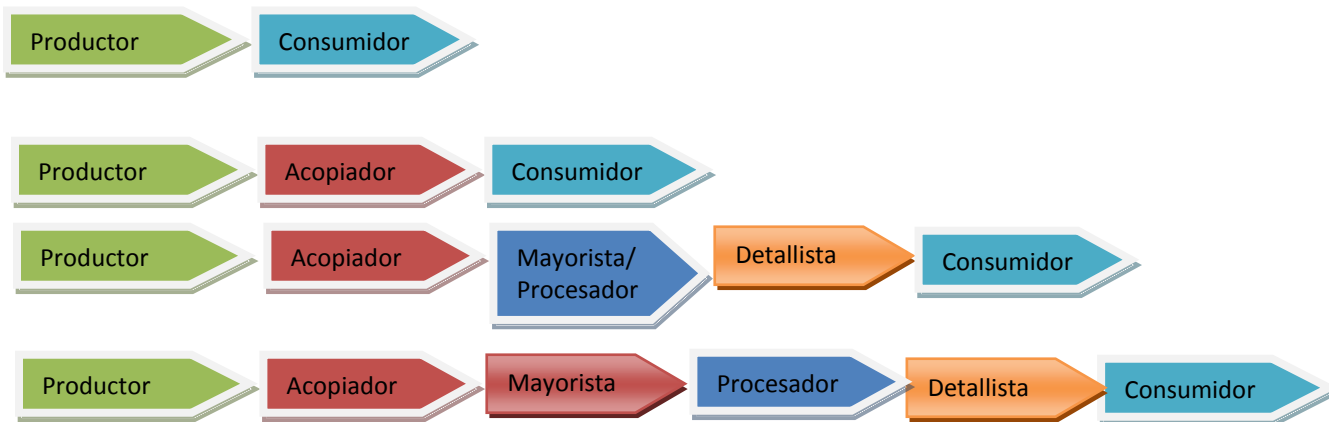 Productor Consumidor
Productor Acopiador Consumidor
Productor Acopiador Mayorista/ Detallista Consumidor
Procesador
Productor Acopiador Mayorista Procesador Detallista Consumidor